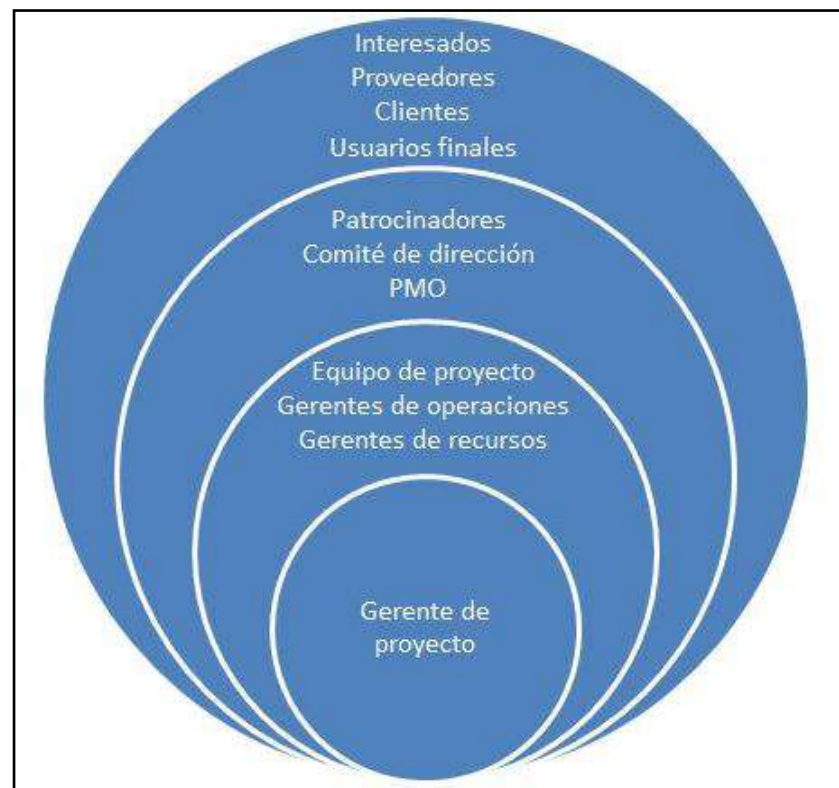 Interesados
Proveedores
Clientes
Usuarios finales
Patrocinadores
Comité de dirección
PMO
Equipo de proyecto
Gerentes de operaciones
Gerentes de recursos
Gerente de
proyecto